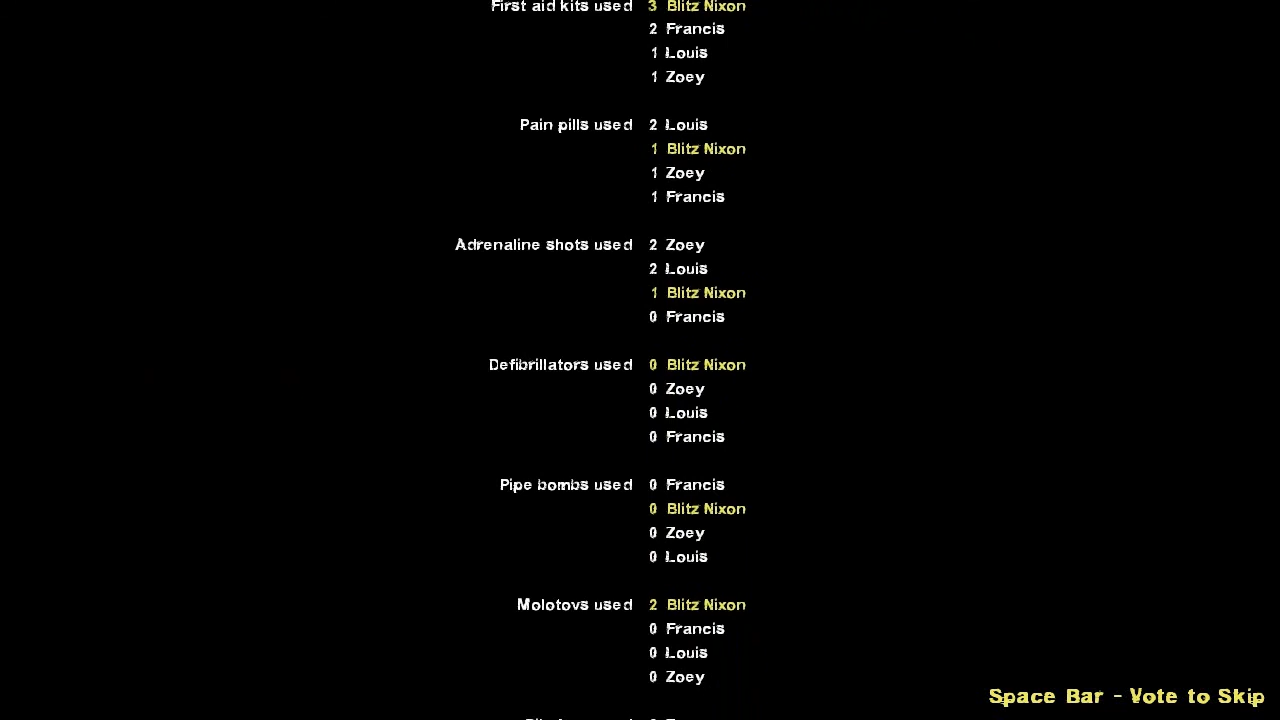 First aid kits used 3 Blitz Nixon
2 Francis
1 Louis
1 Zoey
Pain pills used 2 Louis
1 Blitz Nixon
1 Zoey
1 Francis
Adrenaline shots used 2 Zoey
2 Louis
1 Blitz Nixon
0 Francis
Defibrillators used 0 Blitz Nixon
0 Zoey
0 Louis
0 Francis
Pipe bombs used 0 Francis
0 Blitz Nixon
0 Zoey
0 Louis
Molotovs used 2 Blitz Nixon
0 Francis
0 Louis
0 Zoey
Space Bar - Vote to Skip